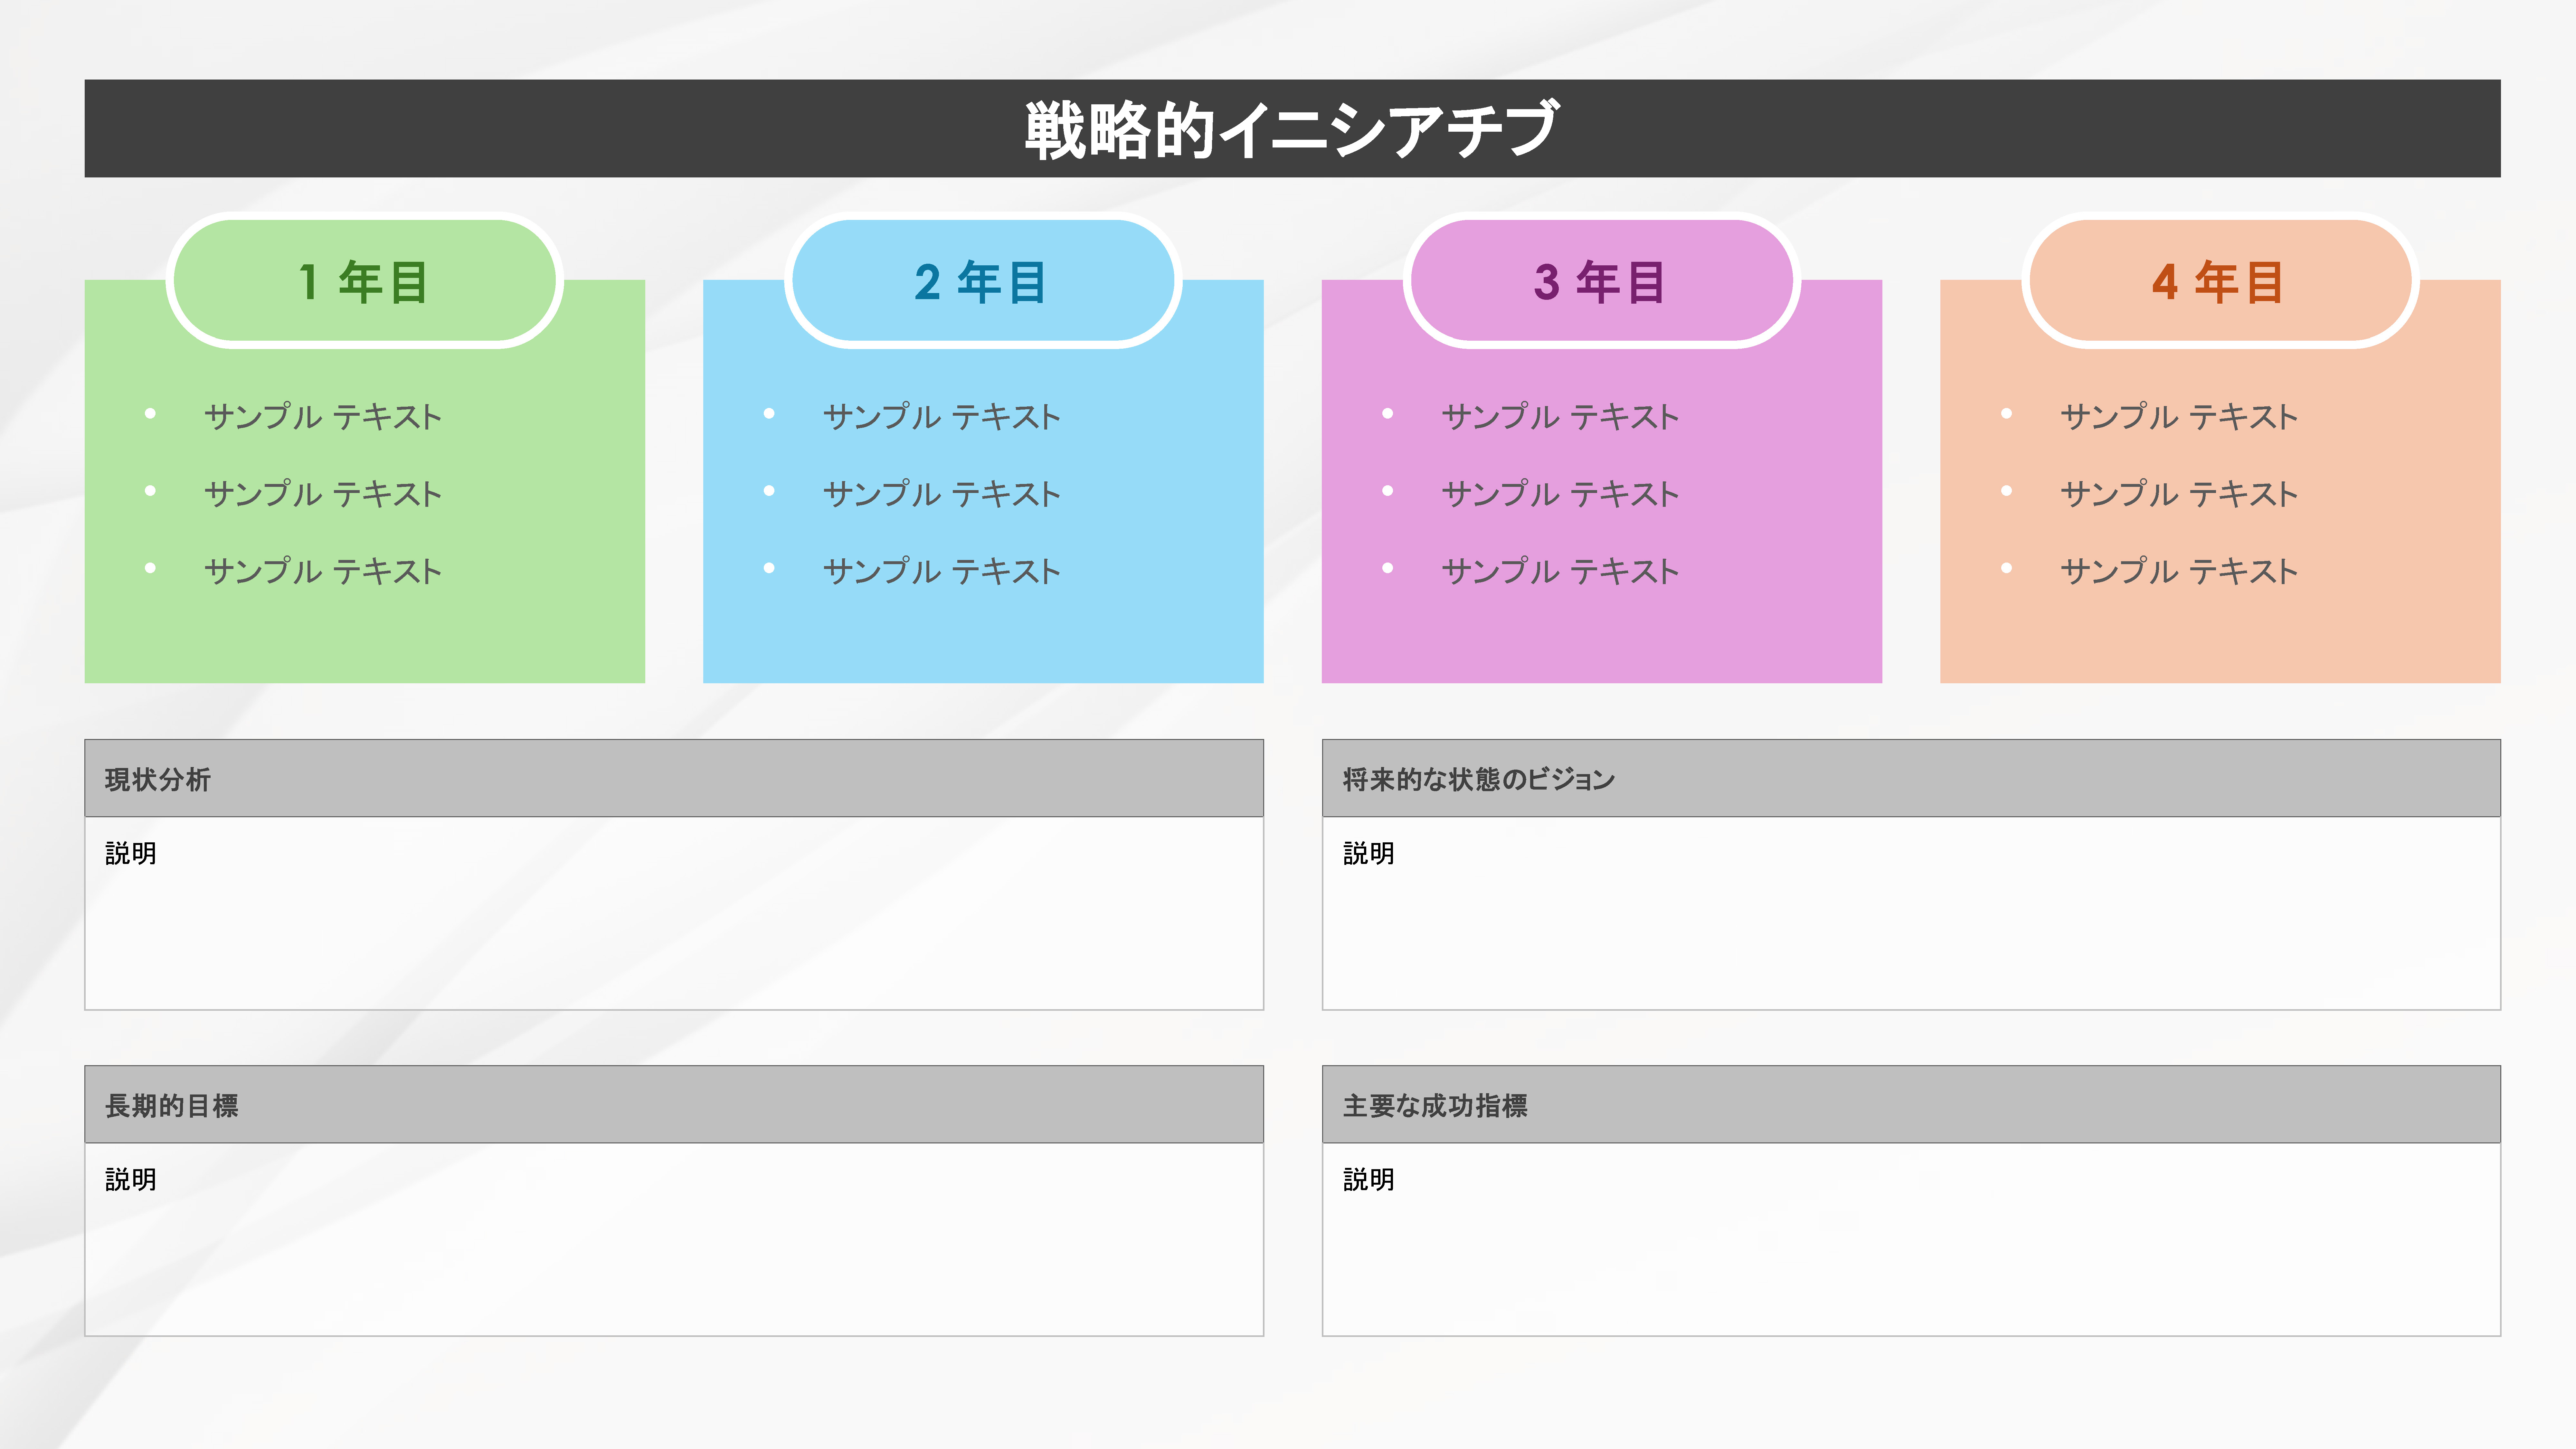 戦略的イニシアチブ
1 年目
• サンプル テキスト
• サンプル テキスト
• サンプル テキスト
2 年目
• サンプル テキスト
• サンプル テキスト
• サンプル テキスト
3 年目
• サンプル テキスト
• サンプル テキスト
• サンプル テキスト
4 年目
• サンプル テキスト
• サンプル テキスト
• サンプル テキスト
現状分析
説明
将来的な状態のビジョン
説明
長期的目標
説明
主要な成功指標
説明